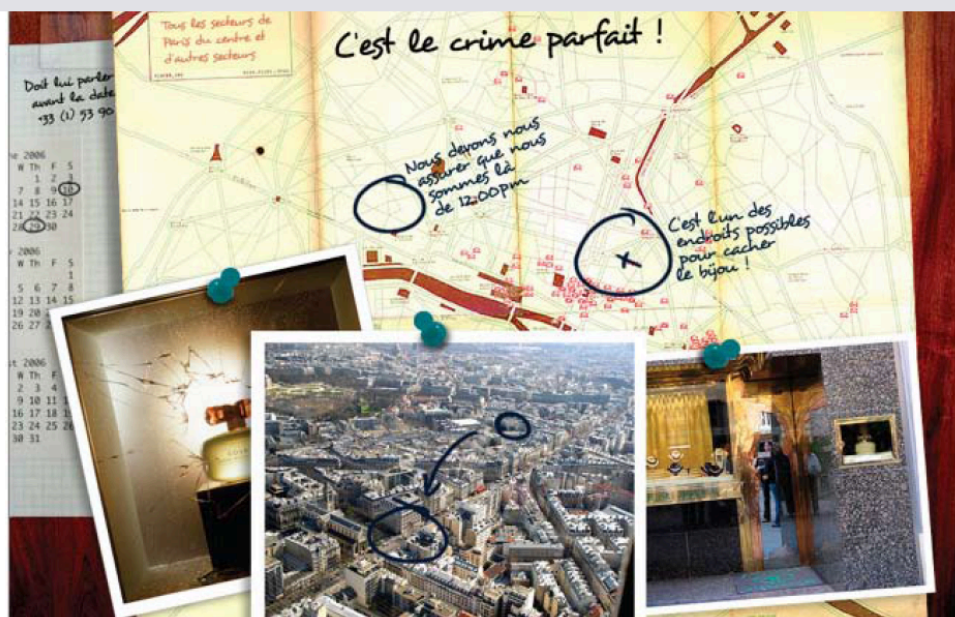 Tous les secteurs de
Paris du centre et
d'autres secteurs
C'est le crime parfait !
Doit lui parler
avant la date
+33 (1) 53 90
Nous devons nous
assurer que nous
sommes là
de 12:00pm
C'est l'un des
endroits possibles
pour cacher
le bijou !
2006
W Th F S
1 2 3
7 8 9 10
14 15 16 17
21 22 23 24
28 29 30
2006
W Th F S
1
5 6 7 8
12 13 14 15
19 20
26 27
2006
W Th F
2 3 4
9 10 11
16 17 18
23 24 25 26
30 31